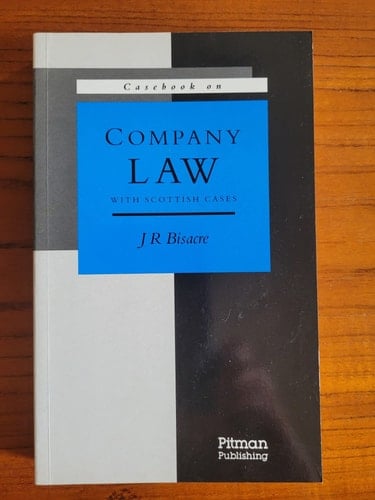 Casebook on
COMPANY
LAW
WITH SCOTTISH CASES
J R Bisacre
Pitman
Publishing